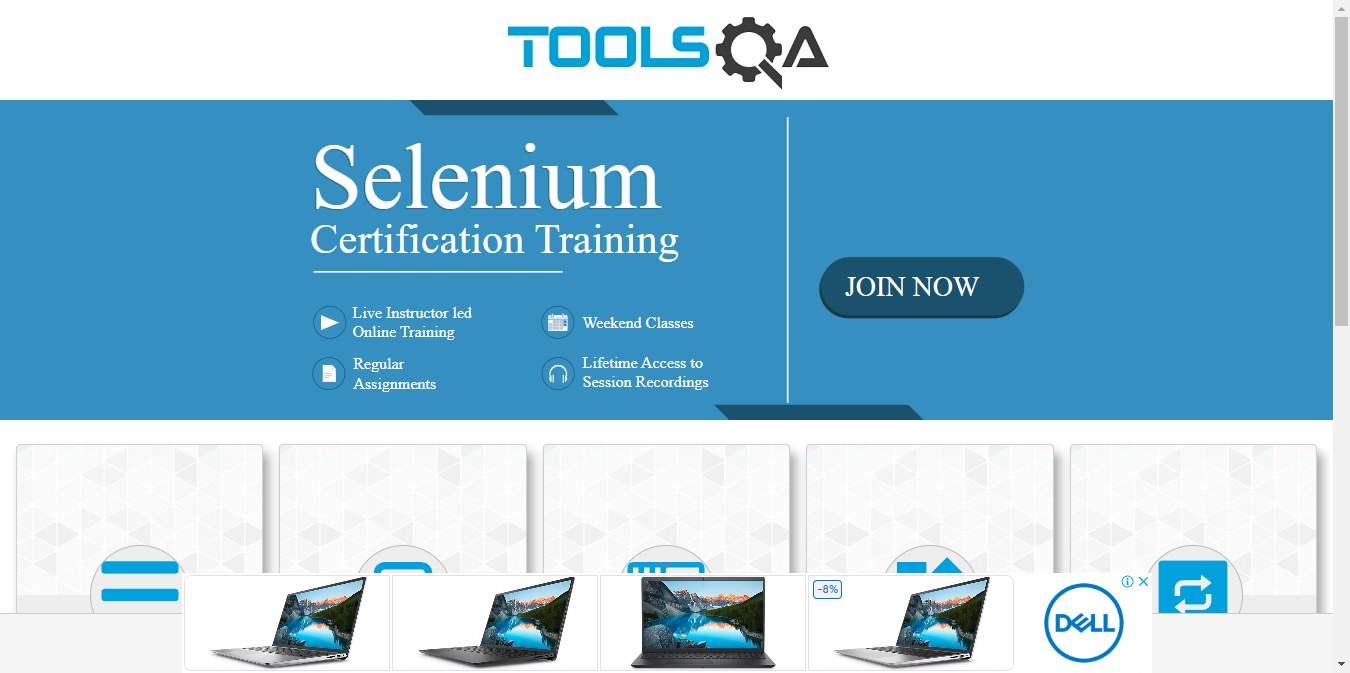 TOOLSQA
Selenium
Certification Training
JOIN NOW
Live Instructor led
Online Training
Weekend Classes
Regular
Assignments
Lifetime Access to
Session Recordings
-8%
DELL